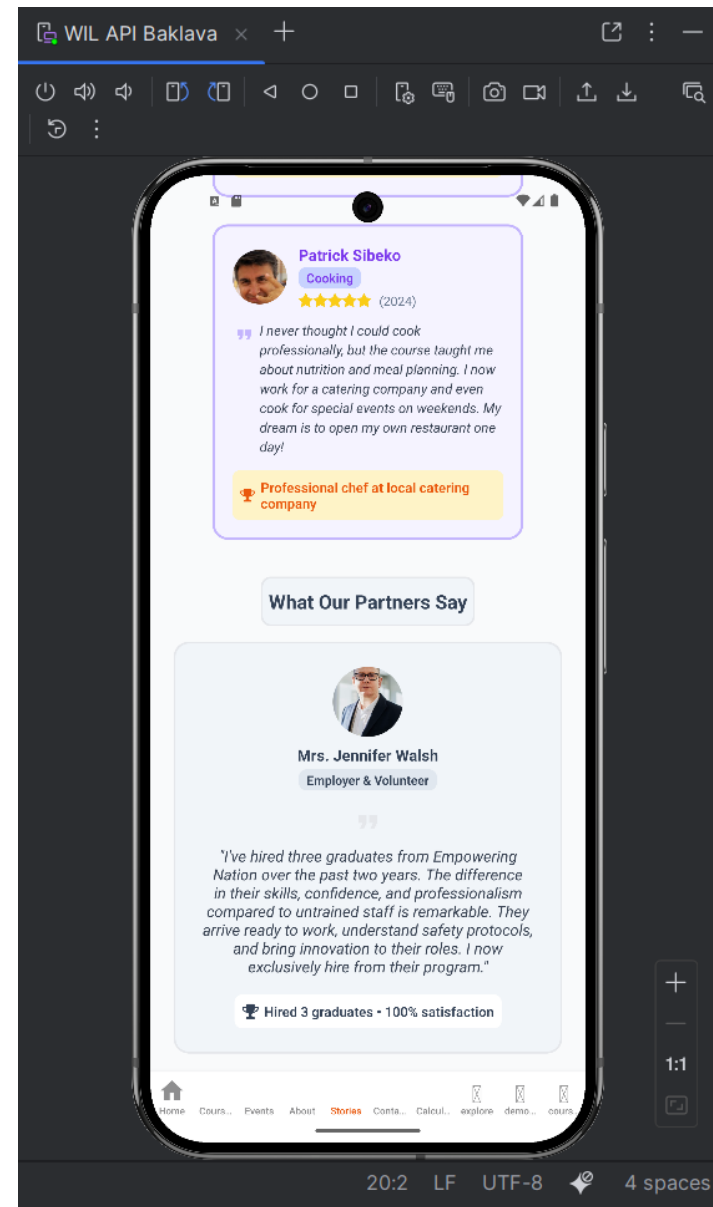 WIL API Baklava
Patrick Sibeko
Cooking
(2024)
I never thought I could cook
professionally, but the course taught me
about nutrition and meal planning. I now
work for a catering company and even
cook for special events on weekends. My
dream is to open my own restaurant one
day!
Professional chef at local catering
company
What Our Partners Say
Mrs. Jennifer Walsh
Employer & Volunteer
"I've hired three graduates from Empowering
Nation over the past two years. The difference
in their skills, confidence, and professionalism
compared to untrained staff is remarkable. They
arrive ready to work, understand safety protocols,
and bring innovation to their roles. I now
exclusively hire from their program."
Hired 3 graduates • 100% satisfaction
Home Cours... Events About Stories Conta... Calcul... explore demo... cours...
1:1
20:2 LF UTF-8 4 spaces